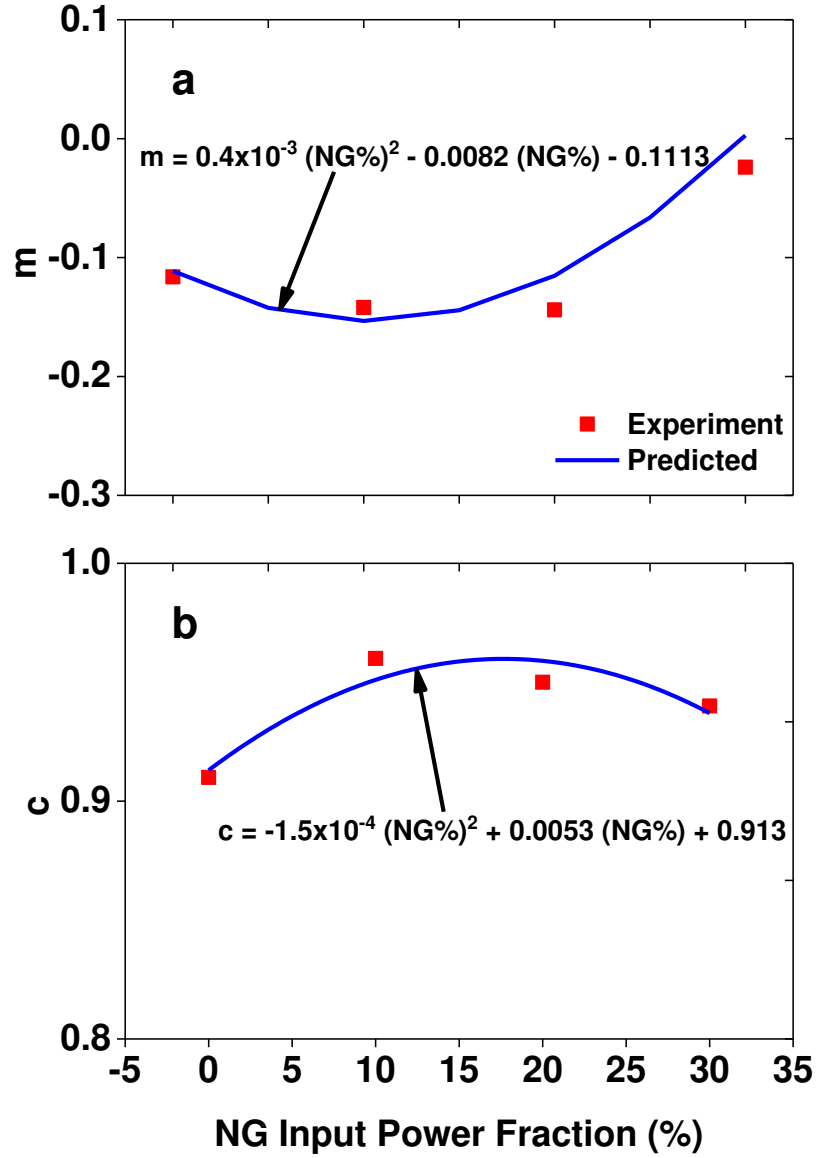 0.1
a
0.0
m = 0.4x10⁻³ (NG%)² - 0.0082 (NG%) - 0.1113
-0.1
m
-0.2
Experiment
Predicted
-0.3
1.0
b
c
0.9
c = -1.5x10⁻⁴ (NG%)² + 0.0053 (NG%) + 0.913
0.8
-5 0 5 10 15 20 25 30 35
NG Input Power Fraction (%)